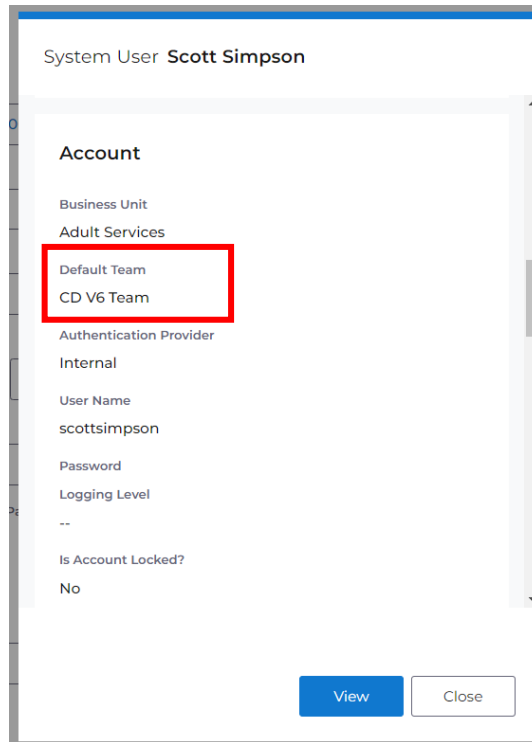 System User Scott Simpson
Account
Business Unit
Adult Services
Default Team
CD V6 Team
Authentication Provider
Internal
User Name
scottsimpson
Password
Logging Level
--
Is Account Locked?
No
View Close